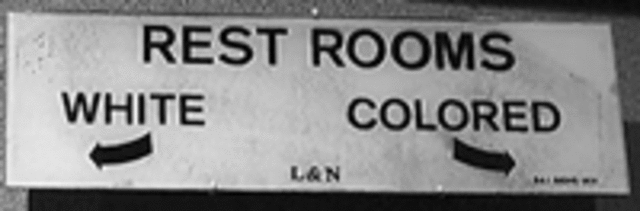 REST ROOMS
WHITE COLORED
L&N